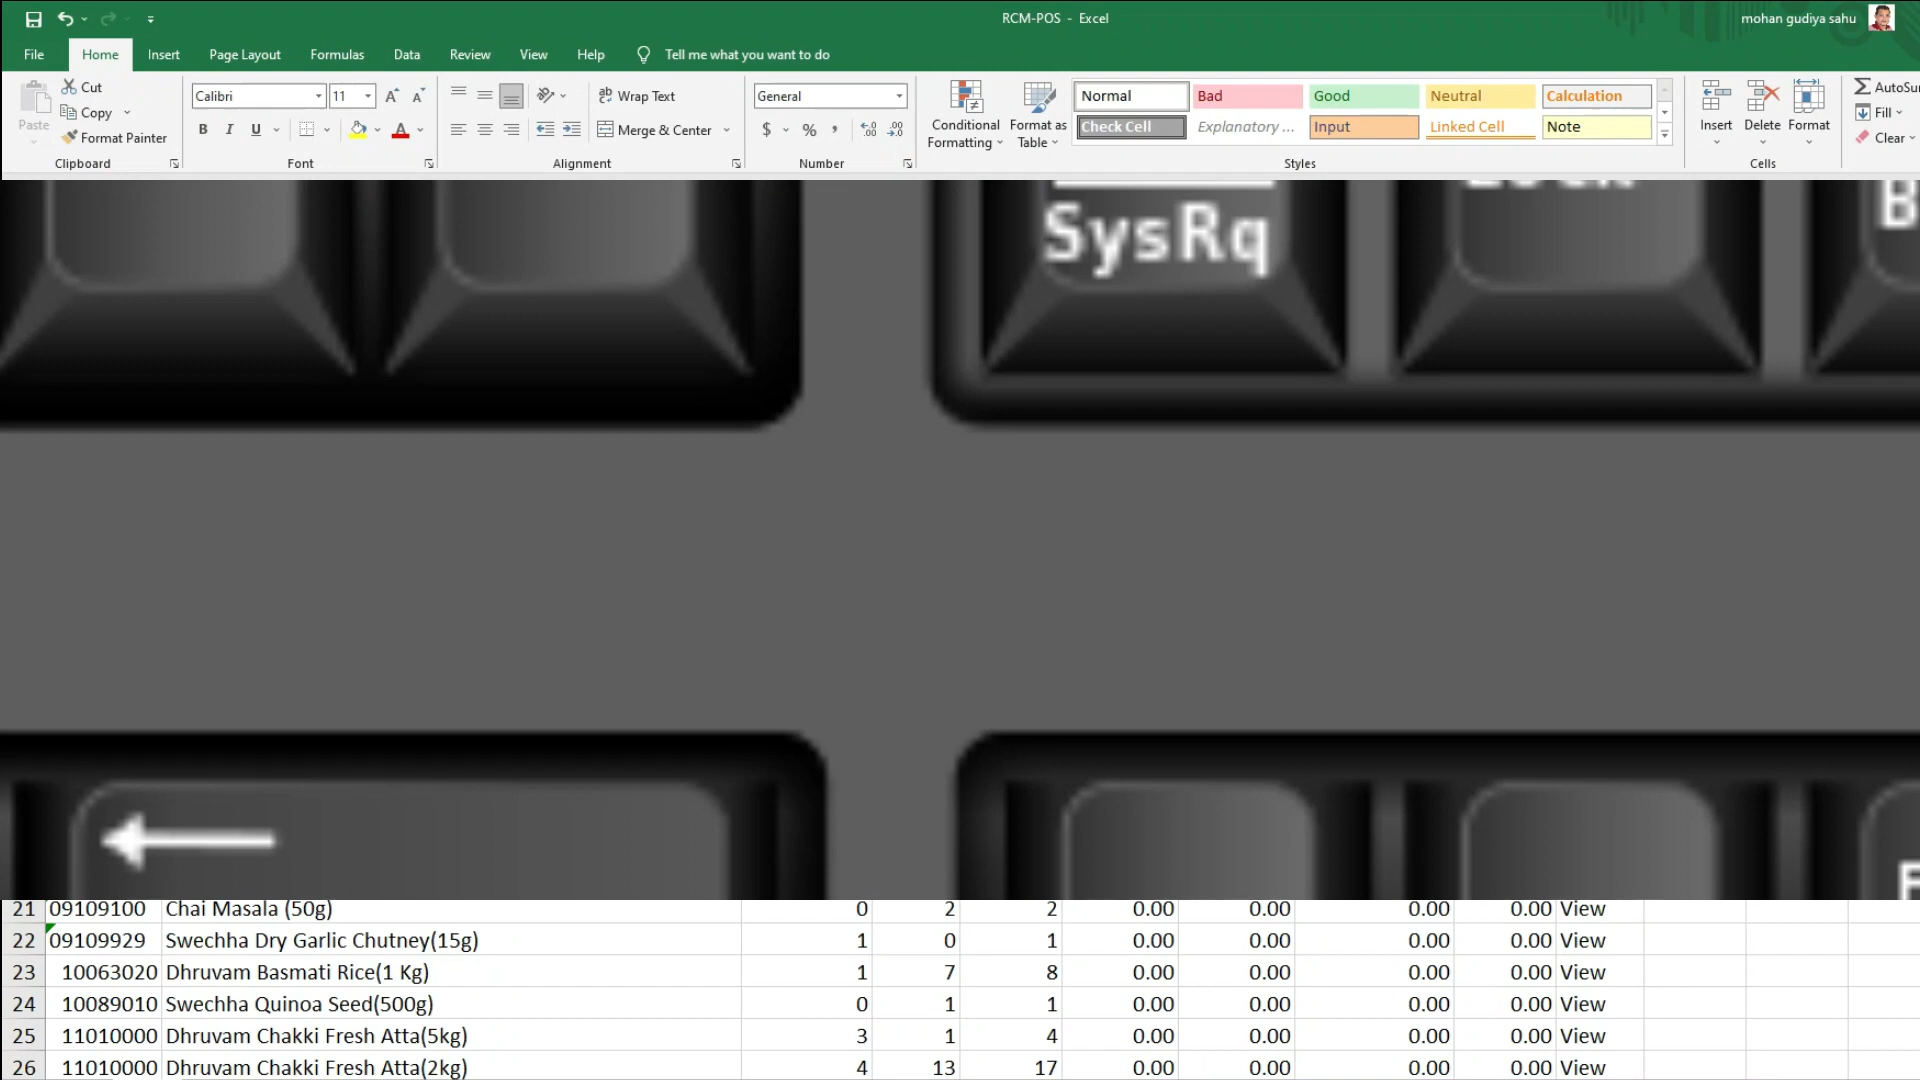 RCM-POS - Excel
mohan gudiya sahu
File Home Insert Page Layout Formulas Data Review View Help Tell me what you want to do
Paste
Cut
Copy
Format Painter
Clipboard
Calibri 11
B I U
Font
Wrap Text
Merge & Center
Alignment
General
$ % ,
Number
Conditional Formatting
Format as Table
Normal Bad Good Neutral Calculation
Check Cell Explanatory ... Input Linked Cell Note
Styles
Insert Delete Format
Cells
AutoSu
Fill
Clear
SysRq
21 09109100 Chai Masala (50g) 0 2 2 0.00 0.00 0.00 0.00 View
22 09109929 Swechha Dry Garlic Chutney(15g) 1 0 1 0.00 0.00 0.00 0.00 View
23 10063020 Dhruvam Basmati Rice(1 Kg) 1 7 8 0.00 0.00 0.00 0.00 View
24 10089010 Swechha Quinoa Seed(500g) 0 1 1 0.00 0.00 0.00 0.00 View
25 11010000 Dhruvam Chakki Fresh Atta(5kg) 3 1 4 0.00 0.00 0.00 0.00 View
26 11010000 Dhruvam Chakki Fresh Atta(2kg) 4 13 17 0.00 0.00 0.00 0.00 View